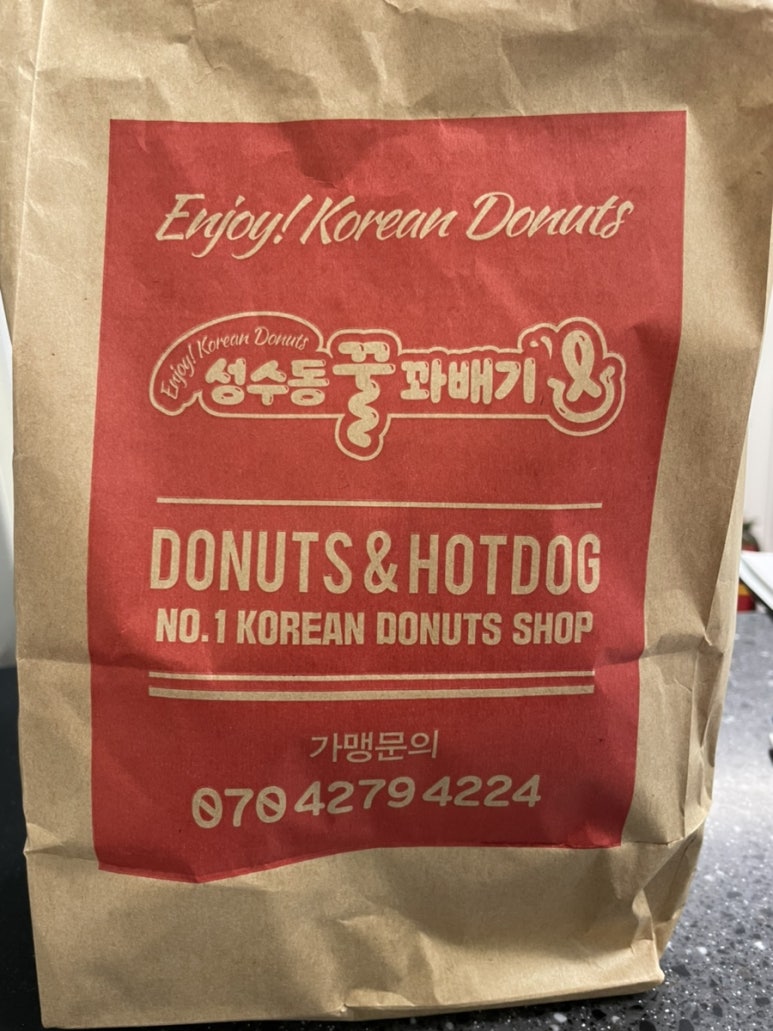 Enjoy! Korean Donuts
Enjoy! Korean Donuts
성수동 꿀 꽈배기
DONUTS & HOTDOG
NO.1 KOREAN DONUTS SHOP
가맹문의
070 4279 4224